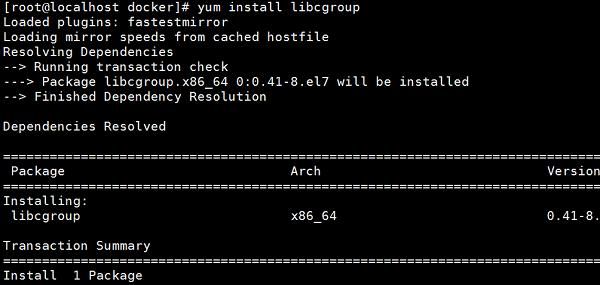 [root@localhost docker]# yum install libcgroup
Loaded plugins: fastestmirror
Loading mirror speeds from cached hostfile
Resolving Dependencies
--> Running transaction check
---> Package libcgroup.x86_64 0:0.41-8.el7 will be installed
--> Finished Dependency Resolution
Dependencies Resolved
================================================================================
Package Arch Version
================================================================================
Installing:
libcgroup x86_64 0.41-8.
Transaction Summary
================================================================================
Install 1 Package